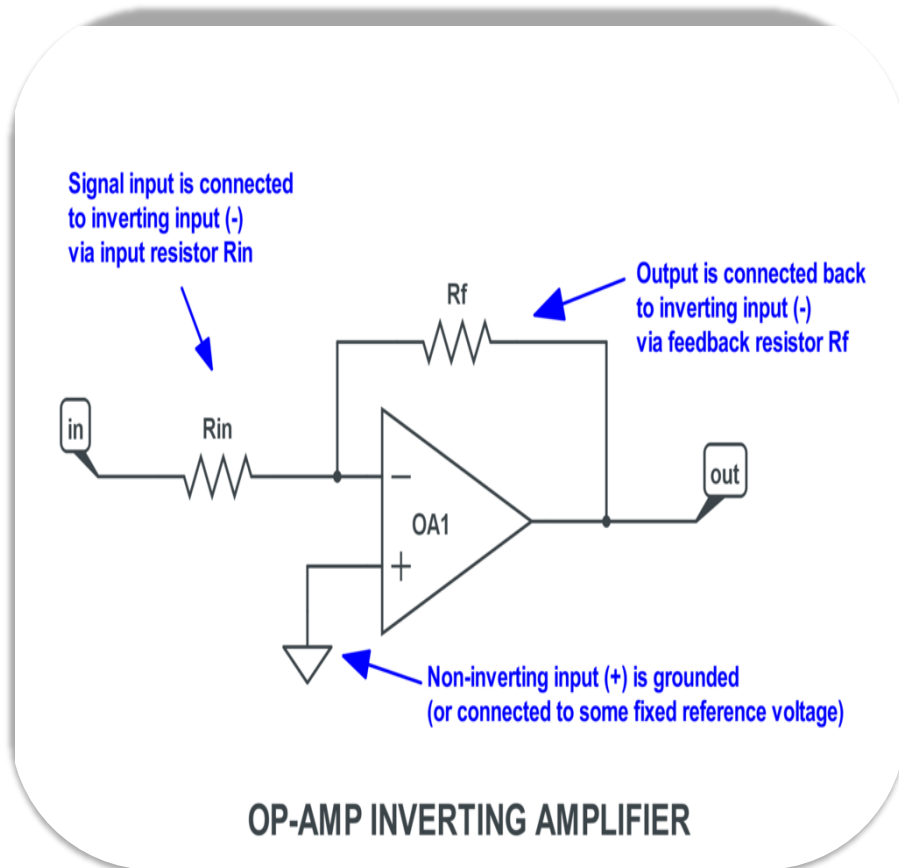 Signal input is connected
to inverting input (-)
via input resistor Rin
Output is connected back
to inverting input (-)
via feedback resistor Rf
Rf
in
Rin
out
−
OA1
+
Non-inverting input (+) is grounded
(or connected to some fixed reference voltage)
OP-AMP INVERTING AMPLIFIER